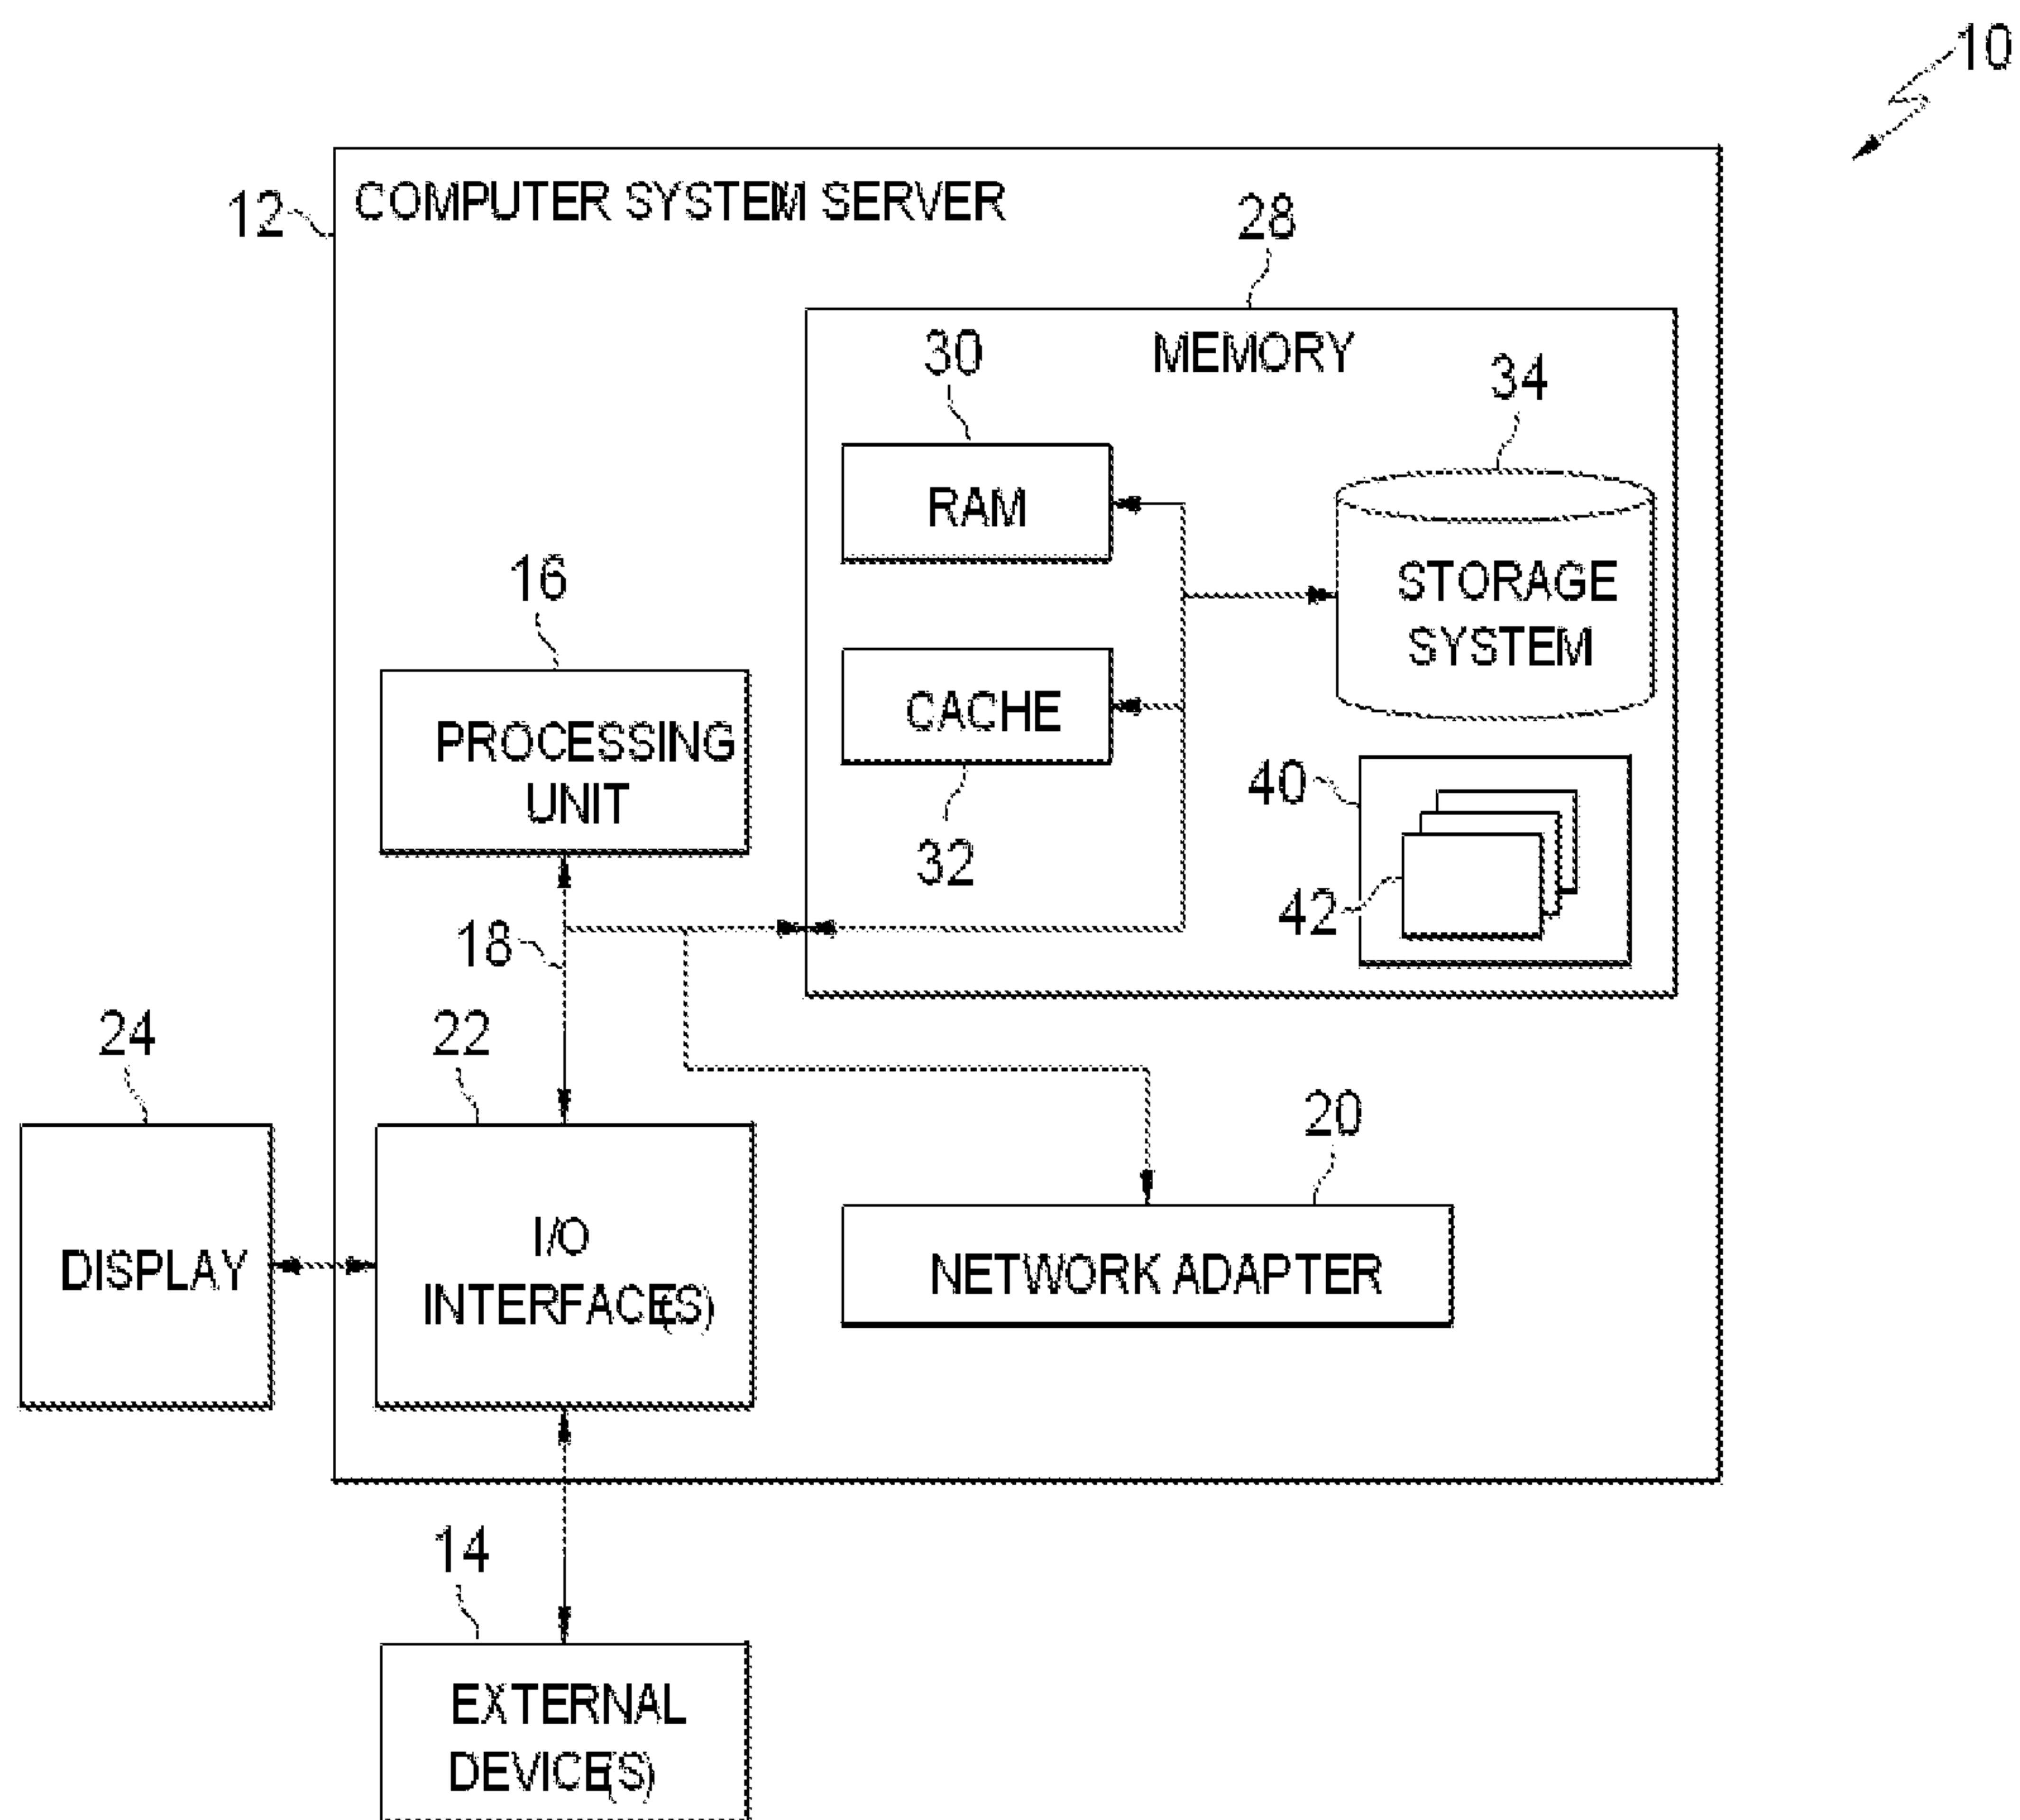 10
12
COMPUTER SYSTEM SERVER
28
MEMORY
30
34
RAM
STORAGE
SYSTEM
16
CACHE
PROCESSING
UNIT
40
32
42
18
24
22
20
DISPLAY
I/O
INTERFACE(S)
NETWORK ADAPTER
14
EXTERNAL
DEVICE(S)